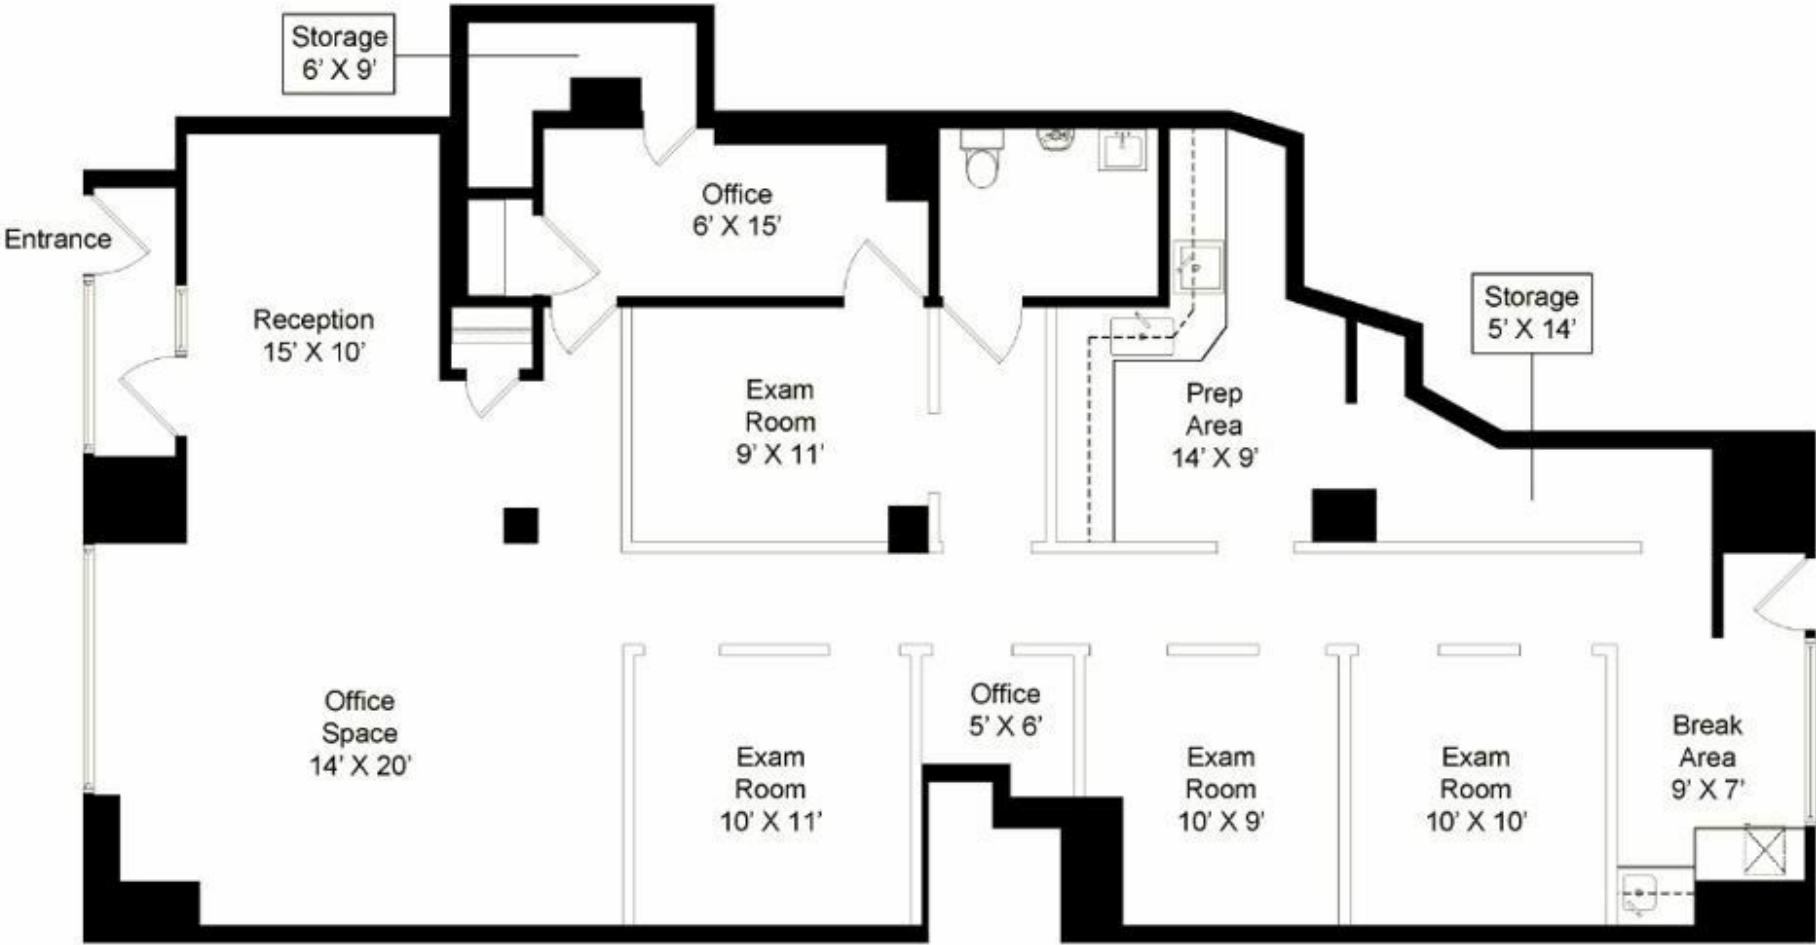 Storage
6’ X 9’
Office
6’ X 15’
Entrance
Reception
15’ X 10’
Storage
5’ X 14’
Exam
Room
9’ X 11’
Prep
Area
14’ X 9’
Office
Space
14’ X 20’
Office
5’ X 6’
Exam
Room
10’ X 11’
Exam
Room
10’ X 9’
Exam
Room
10’ X 10’
Break
Area
9’ X 7’